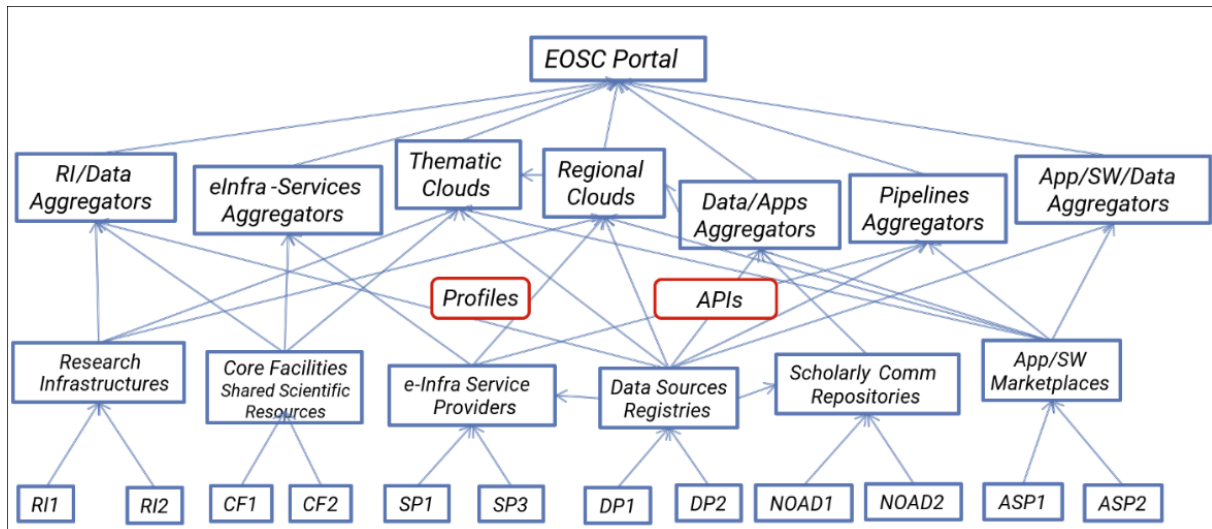 EOSC Portal
RI/Data
Aggregators
eInfra-Services
Aggregators
Thematic
Clouds
Regional
Clouds
Data/Apps
Aggregators
Pipelines
Aggregators
App/SW/Data
Aggregators
Profiles
APIs
Research
Infrastructures
Core Facilities
Shared Scientific
Resources
e-Infra Service
Providers
Data Sources
Registries
Scholarly Comm
Repositories
App/SW
Marketplaces
RI1
RI2
CF1
CF2
SP1
SP3
DP1
DP2
NOAD1
NOAD2
ASP1
ASP2